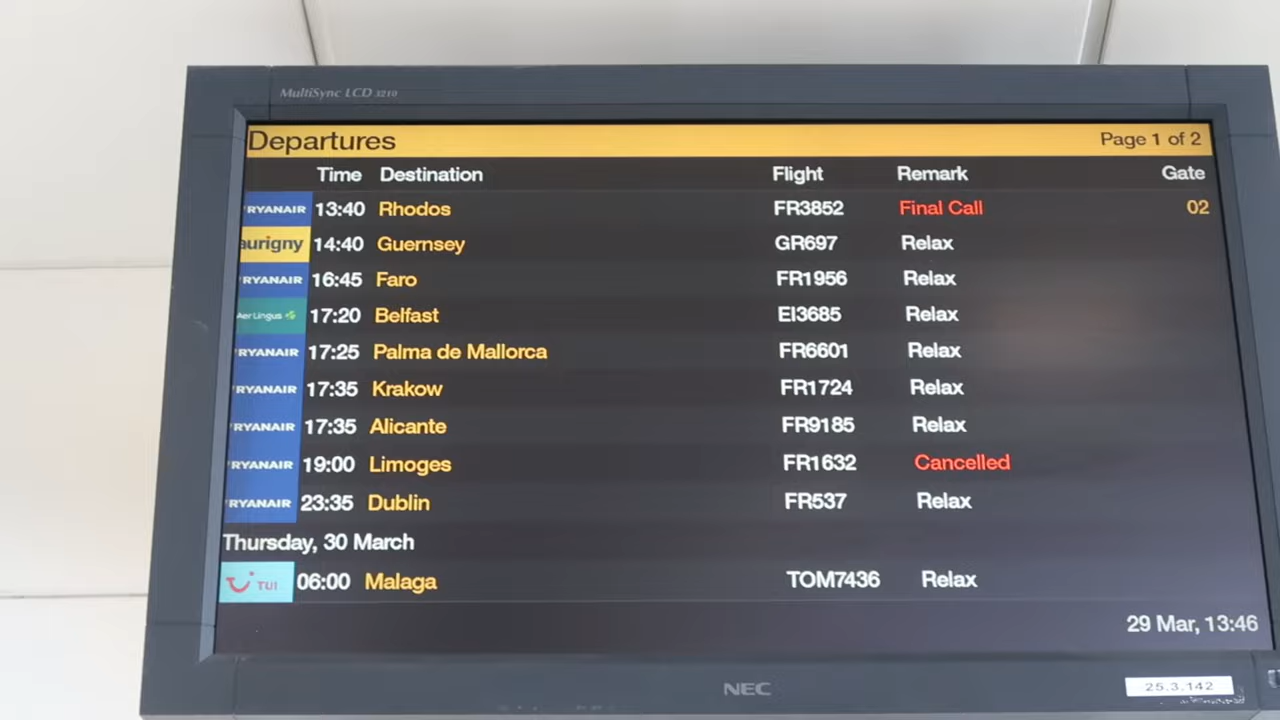 MultiSync LCD 3210
Departures Page 1 of 2
Time Destination Flight Remark Gate
RYANAIR 13:40 Rhodos FR3852 Final Call 02
aurigny 14:40 Guernsey GR697 Relax
RYANAIR 16:45 Faro FR1956 Relax
Aer Lingus 17:20 Belfast EI3685 Relax
RYANAIR 17:25 Palma de Mallorca FR6601 Relax
RYANAIR 17:35 Krakow FR1724 Relax
RYANAIR 17:35 Alicante FR9185 Relax
RYANAIR 19:00 Limoges FR1632 Cancelled
RYANAIR 23:35 Dublin FR537 Relax
Thursday, 30 March
TUI 06:00 Malaga TOM7436 Relax
29 Mar, 13:46
NEC
25.3.142